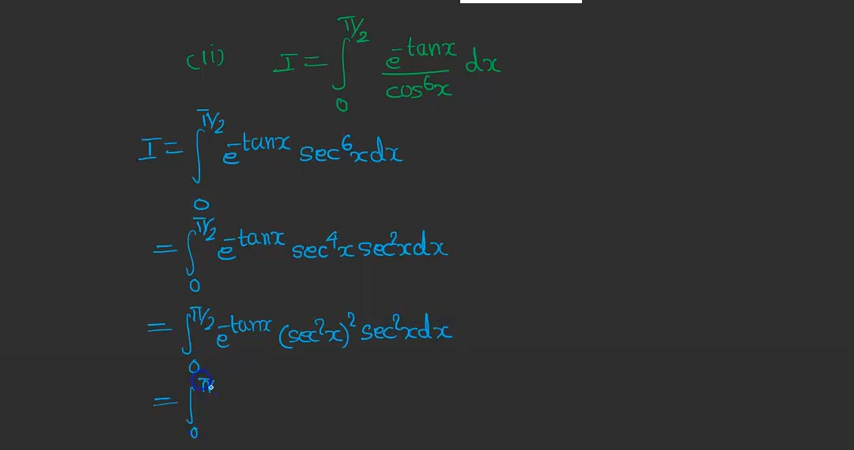 (ii) I = ∫₀^{π/2} e^{-tanx}/cos⁶x dx
I = ∫₀^{π/2} e^{-tanx} sec⁶x dx
= ∫₀^{π/2} e^{-tanx} sec⁴x sec²x dx
= ∫₀^{π/2} e^{-tanx} (sec²x)² sec²x dx
= ∫₀^π